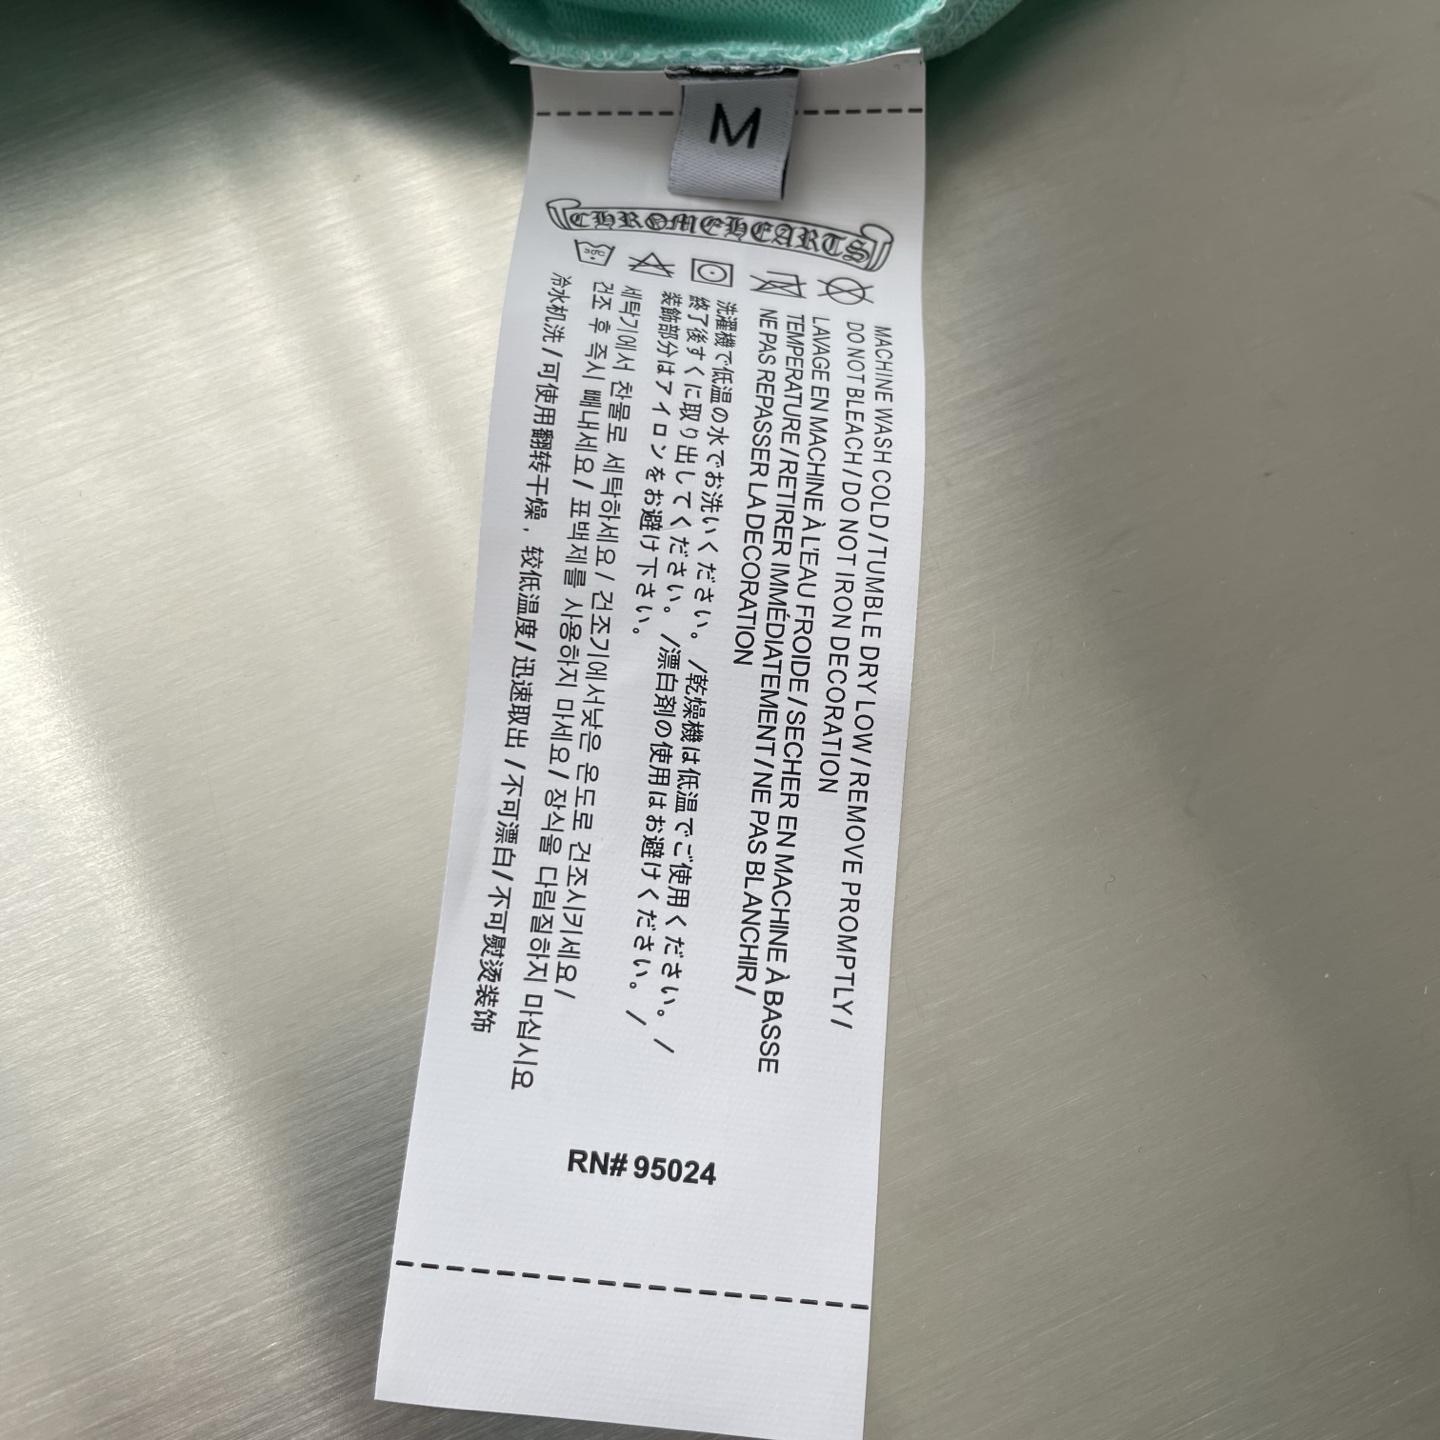 M
CHROMEHEARTS
30C
MACHINE WASH COLD/TUMBLE DRY LOW/REMOVE PROMPTLY/
DO NOT BLEACH/DO NOT IRON DECORATION
LAVAGE EN MACHINE À L'EAU FROIDE/SECHER EN MACHINE À BASSE
TEMPERATURE/RETIRER IMMÉDIATEMENT/NE PAS BLANCHIR/
NE PAS REPASSER LA DECORATION
洗濯機で低温の水でお洗いください。/乾燥機は低温でご使用ください。/
終了後すぐに取り出してください。/漂白剤の使用はお避けください。/
装飾部分はアイロンをお避け下さい。
세탁기에서 찬물로 세탁하세요/건조기에서낮은 온도로 건조시키세요/
건조 후 즉시 빼내세요/표백제를 사용하지 마세요/장식을 다림질하지 마십시요
冷水机洗/可使用翻转干燥，较低温度/迅速取出/不可漂白/不可熨烫装饰
RN# 95024